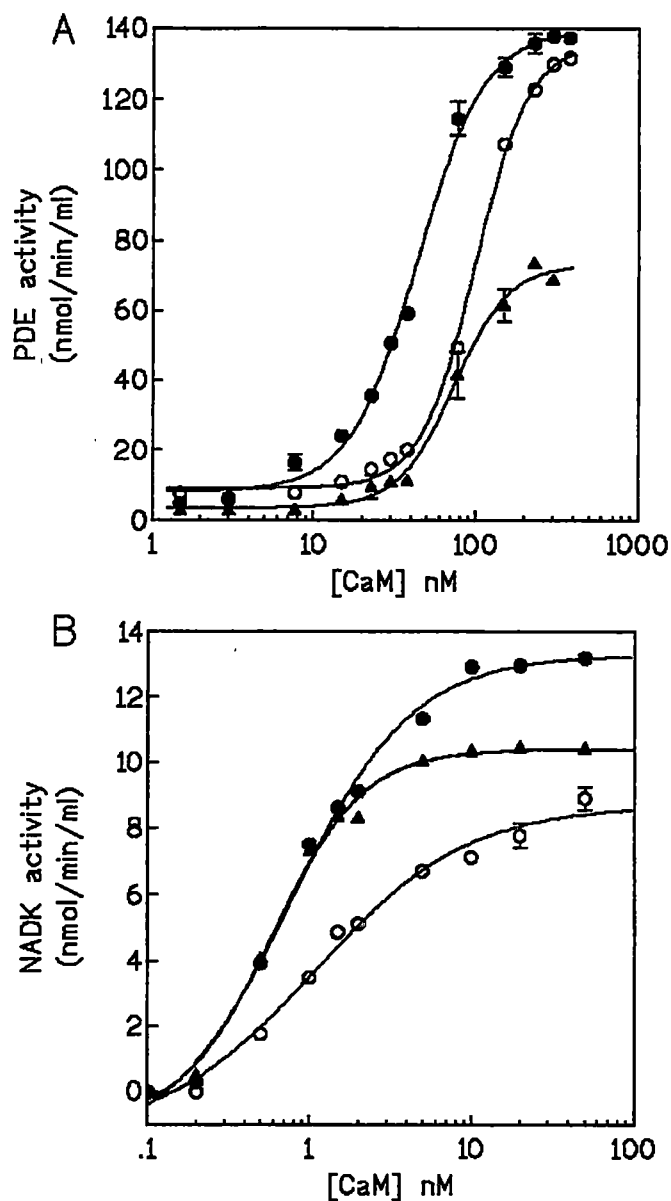 A
140
120
100
80
60
40
20
0
PDE activity
(nmol/min/ml)
1 10 100 1000
[CaM] nM
B
14
12
10
8
6
4
2
0
NADK activity
(nmol/min/ml)
.1 1 10 100
[CaM] nM